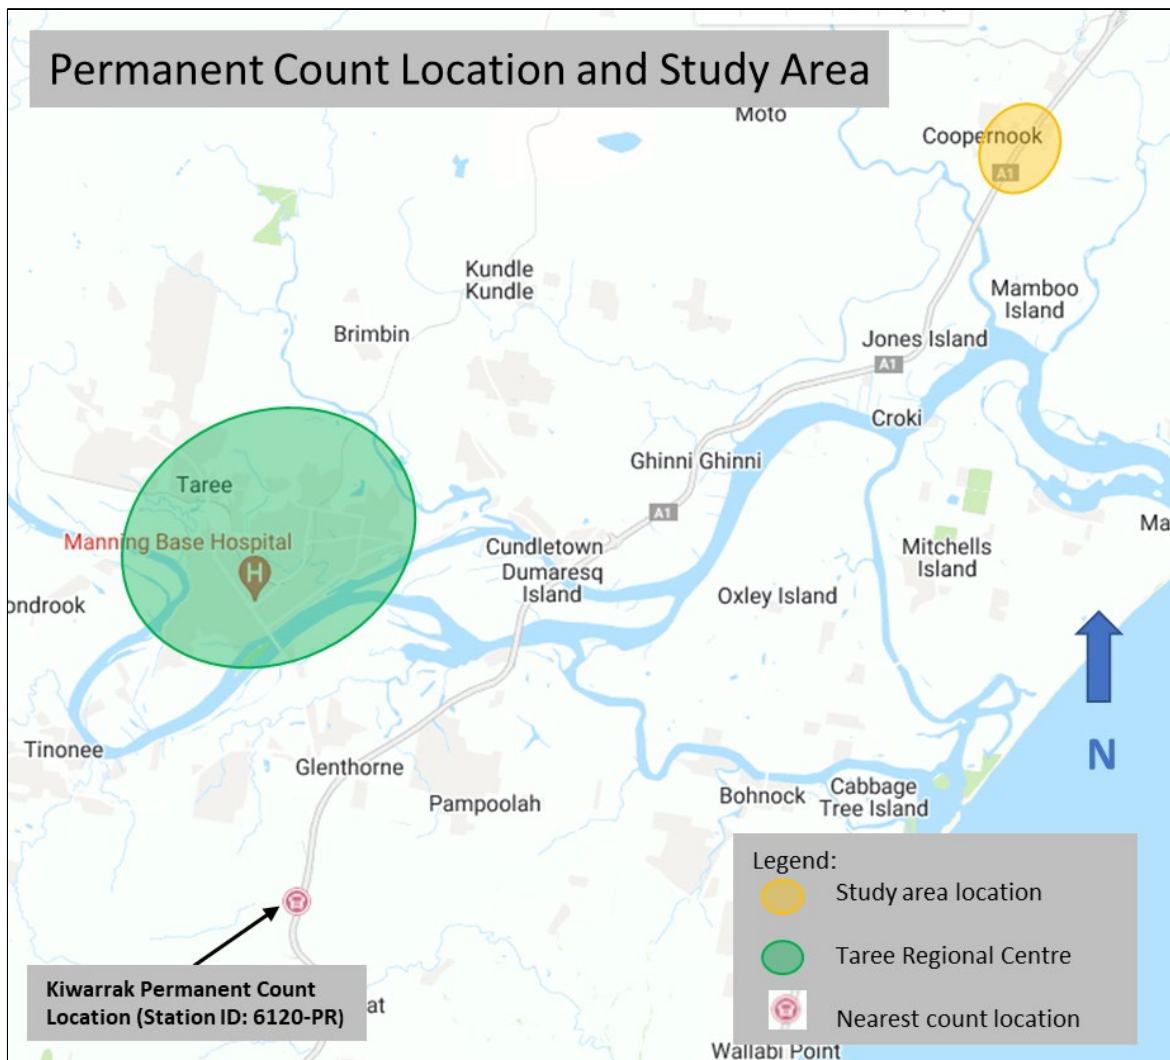 Permanent Count Location and Study Area
Moto
Coopernook
A1
Kundle
Kundle
Mamboo
Island
Brimbin
Jones Island
A1
Croki
Ghinni Ghinni
Taree
A1
Manning Base Hospital
H
Cundletown
Dumaresq
Island
Mitchells
Island
Ma
ondrook
Oxley Island
N
Tinonee
Glenthorne
Pampoolah
Bohnock
Cabbage
Tree Island
Legend:
Study area location
Taree Regional Centre
Nearest count location
Kiwarrak Permanent Count
Location (Station ID: 6120-PR)
at
Wallabi Point